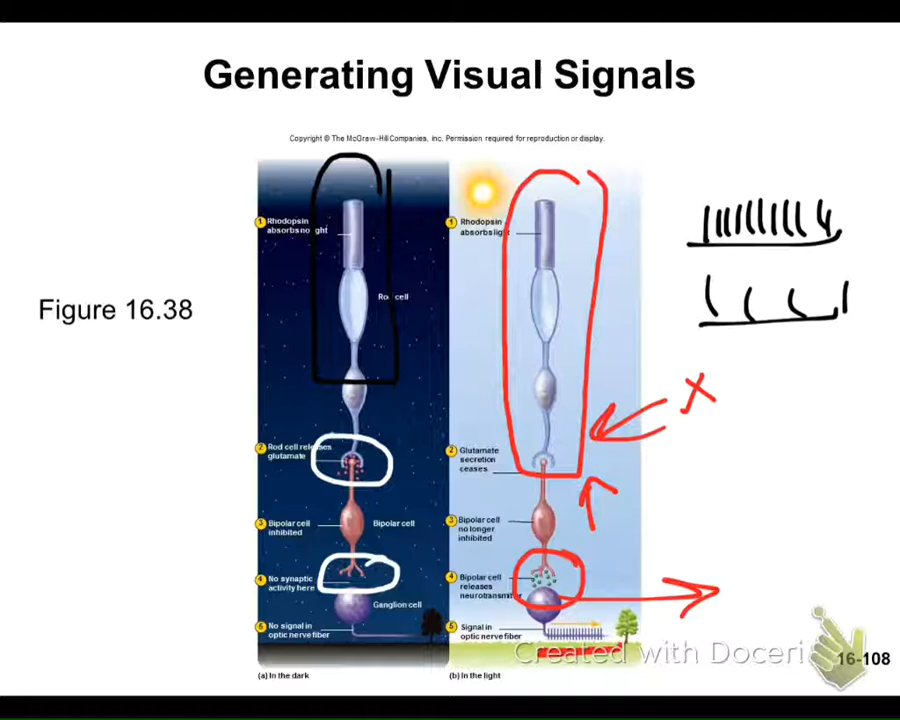 Generating Visual Signals
Copyright © The McGraw-Hill Companies, Inc. Permission required for reproduction or display.
Figure 16.38
1 Rhodopsin
absorbs no light
Rod cell
2 Rod cell releases
glutamate
3 Bipolar cell
inhibited
Bipolar cell
4 No synaptic
activity here
Ganglion cell
5 No signal in
optic nerve fiber
(a) In the dark
1 Rhodopsin
absorbs light
2 Glutamate
secretion
ceases
3 Bipolar cell
no longer
inhibited
4 Bipolar cell
releases
neurotransmitter
5 Signal in
optic nerve fiber
(b) In the light
X
Created with Doceri
16-108